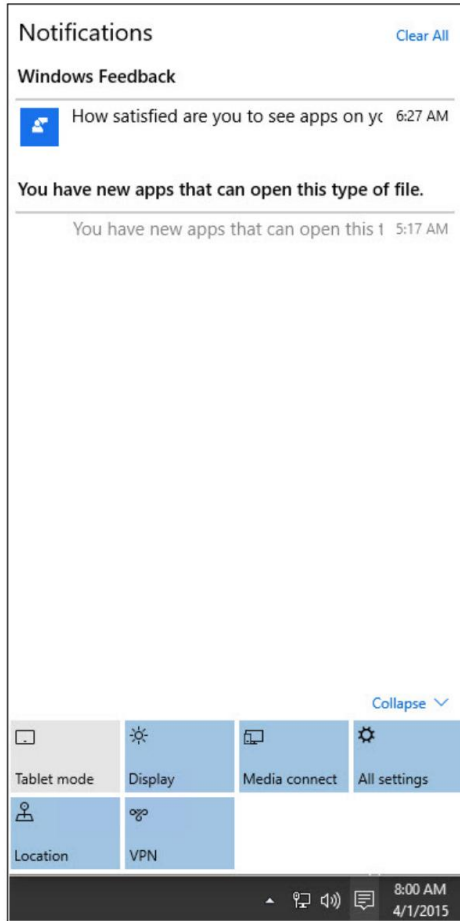 Notifications
Clear All
Windows Feedback
How satisfied are you to see apps on yc 6:27 AM
You have new apps that can open this type of file.
You have new apps that can open this t 5:17 AM
Collapse
Tablet mode Display Media connect All settings
Location VPN
8:00 AM
4/1/2015